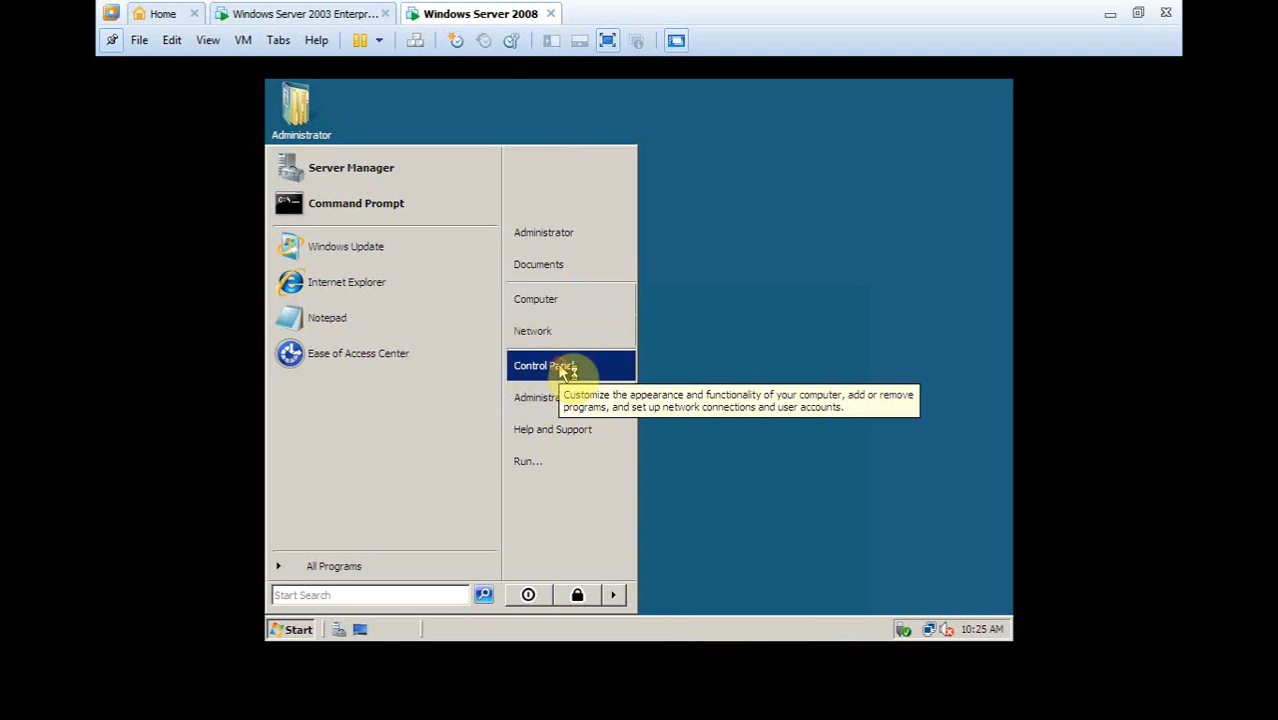 Home
Windows Server 2003 Enterpr...
Windows Server 2008
File Edit View VM Tabs Help
Administrator
Server Manager
Command Prompt
Windows Update
Internet Explorer
Notepad
Ease of Access Center
All Programs
Start Search
Administrator
Documents
Computer
Network
Control Panel
Customize the appearance and functionality of your computer, add or remove
programs, and set up network connections and user accounts.
Help and Support
Run...
Start
10:25 AM